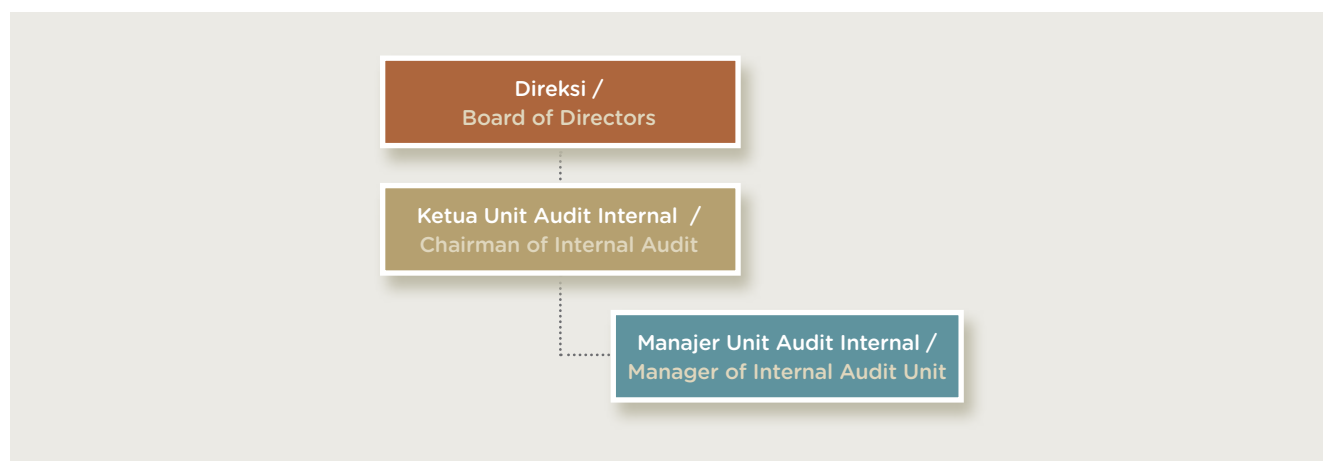 Direksi /
Board of Directors
Ketua Unit Audit Internal /
Chairman of Internal Audit
Manajer Unit Audit Internal /
Manager of Internal Audit Unit